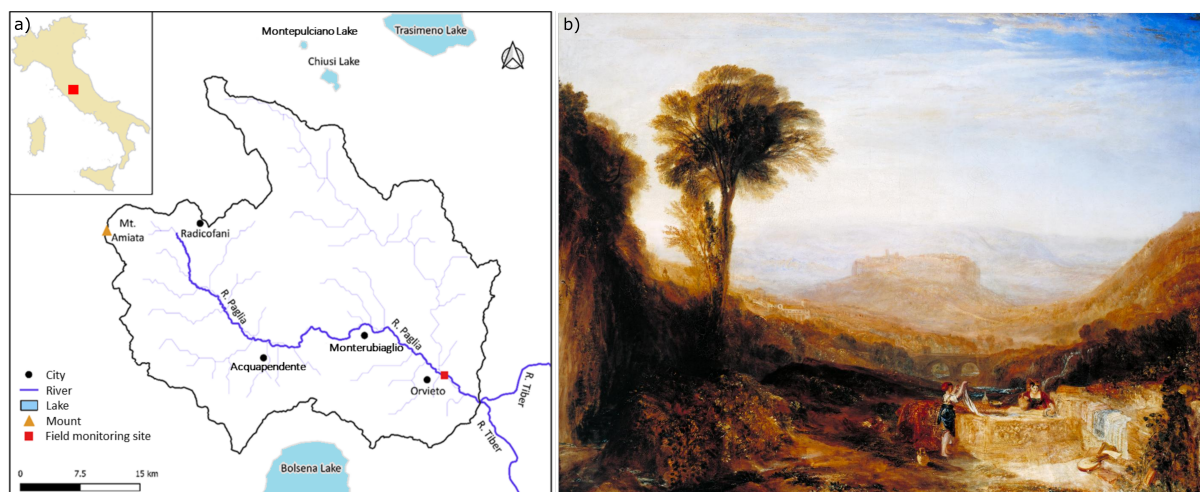 a)
Montepulciano Lake
Trasimeno Lake
Chiusi Lake
Mt.
Amiata
Radicofani
R. Paglia
R. Paglia
Monterubiaglio
Acquapendente
Orvieto
R. Tiber
R. Tiber
Bolsena Lake
City
River
Lake
Mount
Field monitoring site
0 7.5 15 km
b)